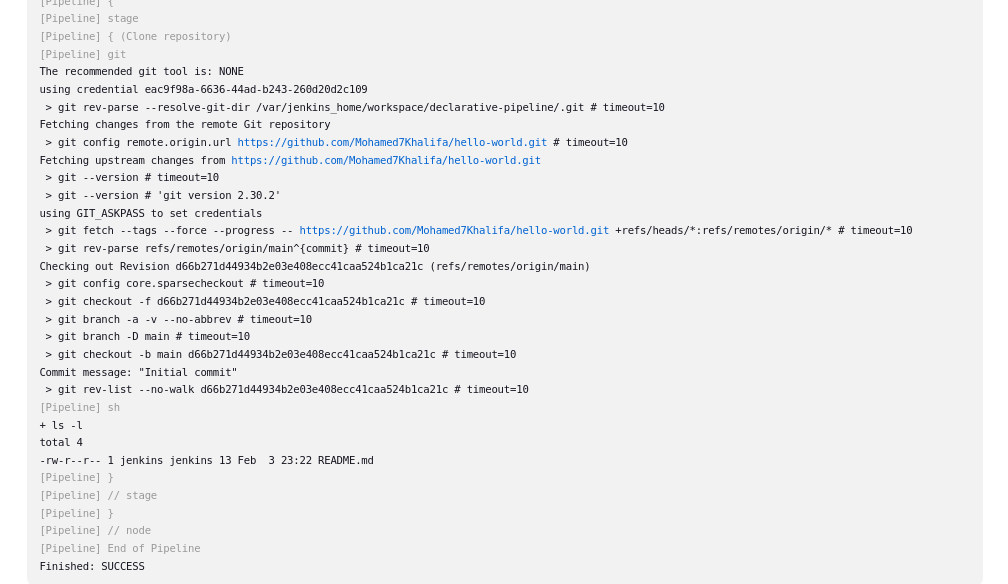 [Pipeline] {
[Pipeline] stage
[Pipeline] { (Clone repository)
[Pipeline] git
The recommended git tool is: NONE
using credential eac9f98a-6636-44ad-b243-260d20d2c109
 > git rev-parse --resolve-git-dir /var/jenkins_home/workspace/declarative-pipeline/.git # timeout=10
Fetching changes from the remote Git repository
 > git config remote.origin.url https://github.com/Mohamed7Khalifa/hello-world.git # timeout=10
Fetching upstream changes from https://github.com/Mohamed7Khalifa/hello-world.git
 > git --version # timeout=10
 > git --version # 'git version 2.30.2'
using GIT_ASKPASS to set credentials
 > git fetch --tags --force --progress -- https://github.com/Mohamed7Khalifa/hello-world.git +refs/heads/*:refs/remotes/origin/* # timeout=10
 > git rev-parse refs/remotes/origin/main^{commit} # timeout=10
Checking out Revision d66b271d44934b2e03e408ecc41caa524b1ca21c (refs/remotes/origin/main)
 > git config core.sparsecheckout # timeout=10
 > git checkout -f d66b271d44934b2e03e408ecc41caa524b1ca21c # timeout=10
 > git branch -a -v --no-abbrev # timeout=10
 > git branch -D main # timeout=10
 > git checkout -b main d66b271d44934b2e03e408ecc41caa524b1ca21c # timeout=10
Commit message: "Initial commit"
 > git rev-list --no-walk d66b271d44934b2e03e408ecc41caa524b1ca21c # timeout=10
[Pipeline] sh
+ ls -l
total 4
-rw-r--r-- 1 jenkins jenkins 13 Feb  3 23:22 README.md
[Pipeline] }
[Pipeline] // stage
[Pipeline] }
[Pipeline] // node
[Pipeline] End of Pipeline
Finished: SUCCESS